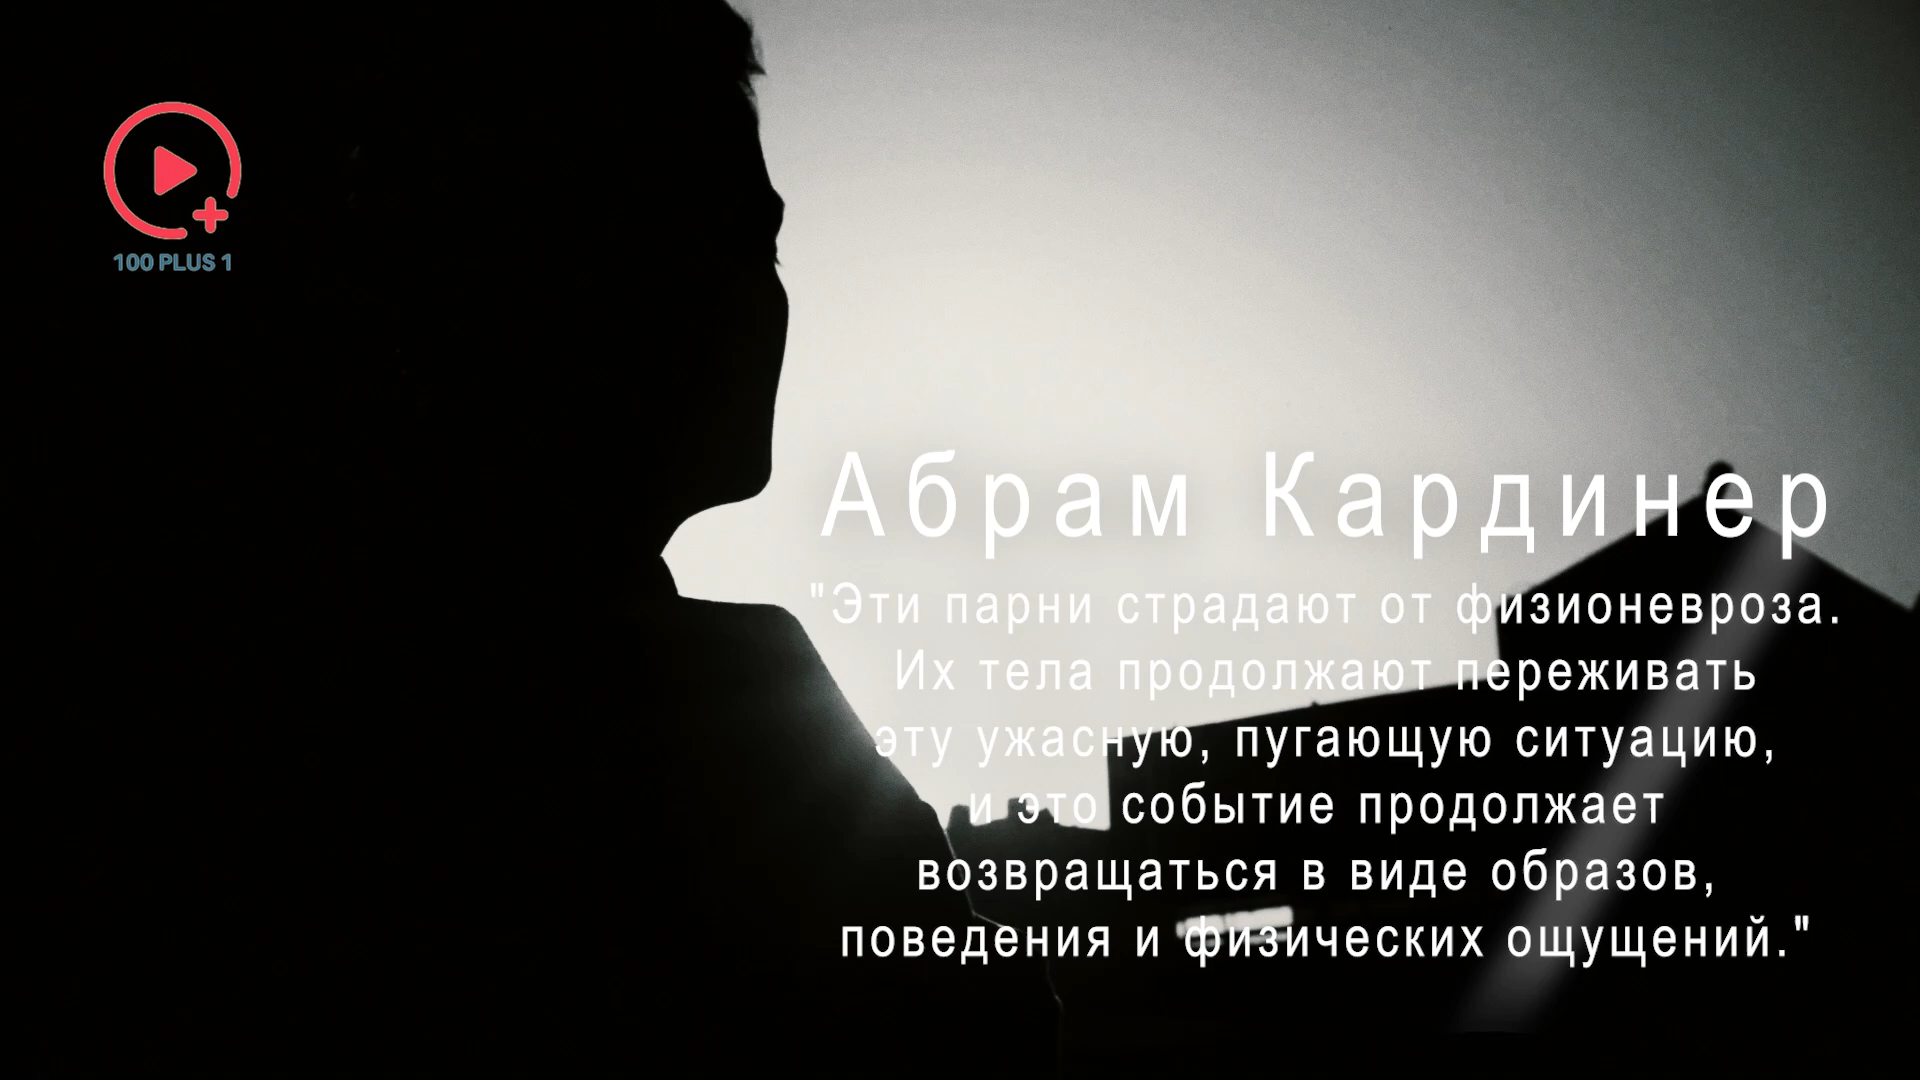 100 PLUS 1
Абрам Кардинер
"Эти парни страдают от физионевроза.
Их тела продолжают переживать
эту ужасную, пугающую ситуацию,
и это событие продолжает
возвращаться в виде образов,
поведения и физических ощущений."